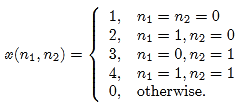 x(n₁, n₂) = { 1, n₁ = n₂ = 0
2, n₁ = 1, n₂ = 0
3, n₁ = 0, n₂ = 1
4, n₁ = 1, n₂ = 1
0, otherwise.